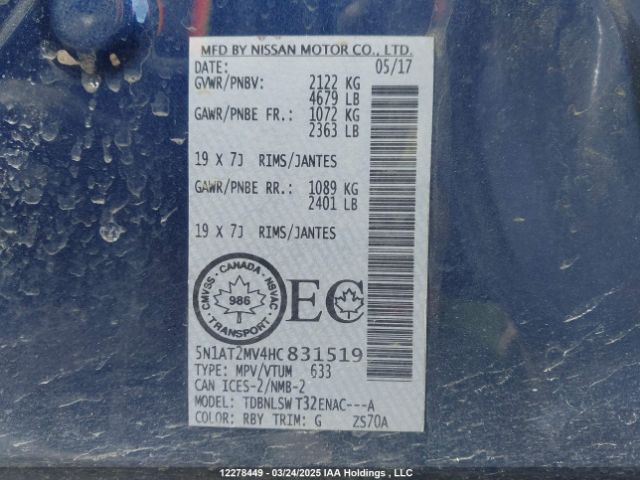 MFD BY NISSAN MOTOR CO., LTD.
DATE: 05/17
GVWR/PNBV: 2122 KG
4679 LB
GAWR/PNBE FR.: 1072 KG
2363 LB
19 X 7J RIMS/JANTES
GAWR/PNBE RR.: 1089 KG
2401 LB
19 X 7J RIMS/JANTES
CMVSS - CANADA - NSVAC
986
TRANSPORT
EC
5N1AT2MV4HC831519
TYPE: MPV/VTUM 633
CAN ICES-2/NMB-2
MODEL: TDBNLSW T32ENAC---A
COLOR: RBY TRIM: G ZS70A
12278449 - 03/24/2025 IAA Holdings , LLC